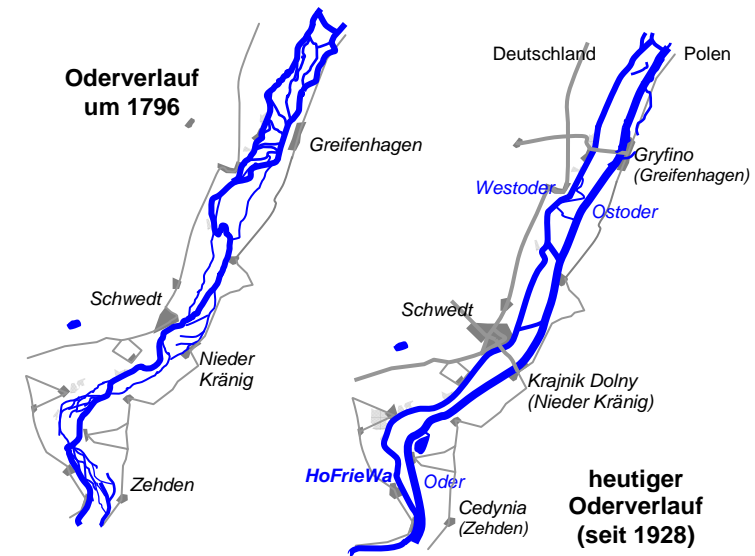 Oderverlauf
um 1796
Greifenhagen
Schwedt
Nieder
Kränig
Zehden
Deutschland
Polen
Gryfino
(Greifenhagen)
Westoder
Ostoder
Schwedt
Krajnik Dolny
(Nieder Kränig)
HoFrieWa
Oder
Cedynia
(Zehden)
heutiger
Oderverlauf
(seit 1928)